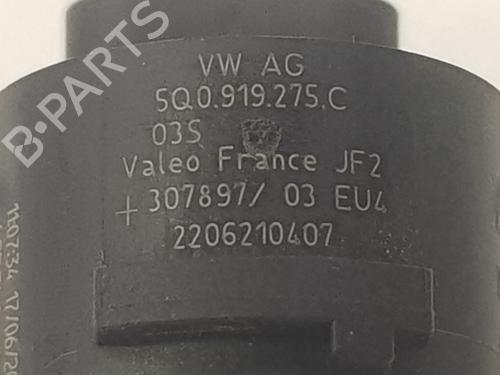 VW AG
5Q0.919.275.C
03S
Valeo France JF2
+307897/ 03 EU4
2206210407
B-PARTS